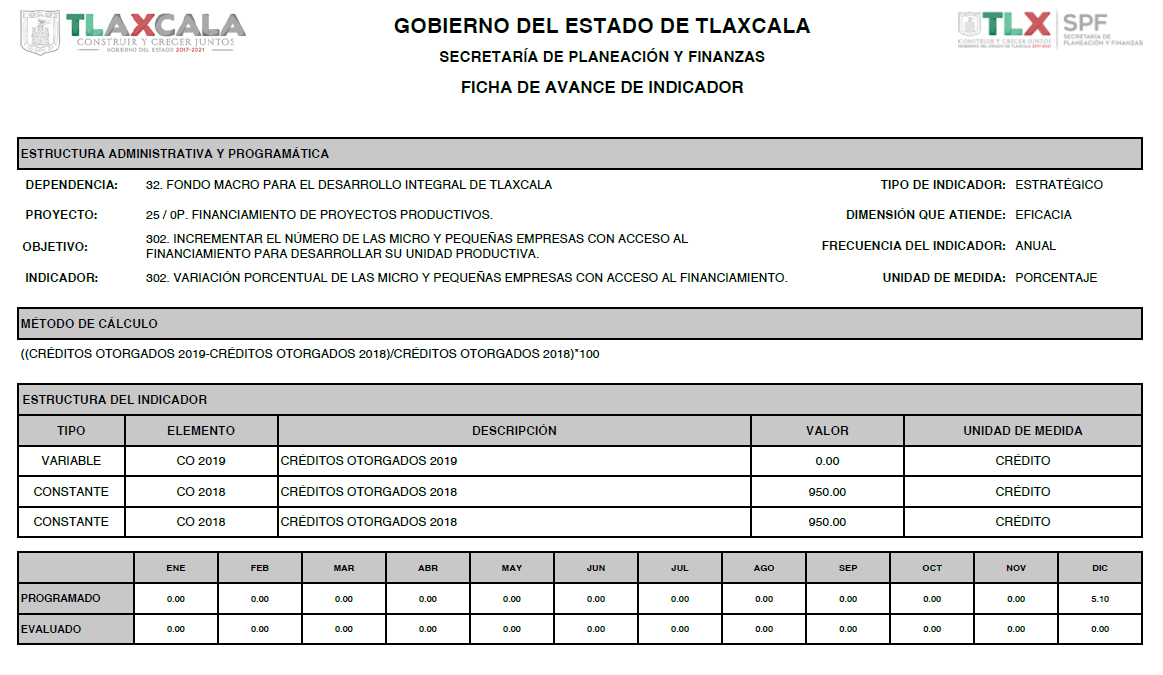 TLAXCALA
CONSTRUIR Y CRECER JUNTOS
GOBIERNO DEL ESTADO 2017-2021
GOBIERNO DEL ESTADO DE TLAXCALA
SECRETARÍA DE PLANEACIÓN Y FINANZAS
FICHA DE AVANCE DE INDICADOR
TLX
CONSTRUIR Y CRECER JUNTOS
GOBIERNO DEL ESTADO DE TLAXCALA 2017-2021
SPF
SECRETARÍA DE
PLANEACIÓN Y FINANZAS
ESTRUCTURA ADMINISTRATIVA Y PROGRAMÁTICA
DEPENDENCIA: 32. FONDO MACRO PARA EL DESARROLLO INTEGRAL DE TLAXCALA TIPO DE INDICADOR: ESTRATÉGICO
PROYECTO: 25 / 0P. FINANCIAMIENTO DE PROYECTOS PRODUCTIVOS. DIMENSIÓN QUE ATIENDE: EFICACIA
OBJETIVO: 302. INCREMENTAR EL NÚMERO DE LAS MICRO Y PEQUEÑAS EMPRESAS CON ACCESO AL
FINANCIAMIENTO PARA DESARROLLAR SU UNIDAD PRODUCTIVA. FRECUENCIA DEL INDICADOR: ANUAL
INDICADOR: 302. VARIACIÓN PORCENTUAL DE LAS MICRO Y PEQUEÑAS EMPRESAS CON ACCESO AL FINANCIAMIENTO. UNIDAD DE MEDIDA: PORCENTAJE
MÉTODO DE CÁLCULO
((CRÉDITOS OTORGADOS 2019-CRÉDITOS OTORGADOS 2018)/CRÉDITOS OTORGADOS 2018)*100
ESTRUCTURA DEL INDICADOR
TIPO ELEMENTO DESCRIPCIÓN VALOR UNIDAD DE MEDIDA
VARIABLE CO 2019 CRÉDITOS OTORGADOS 2019 0.00 CRÉDITO
CONSTANTE CO 2018 CRÉDITOS OTORGADOS 2018 950.00 CRÉDITO
CONSTANTE CO 2018 CRÉDITOS OTORGADOS 2018 950.00 CRÉDITO
ENE FEB MAR ABR MAY JUN JUL AGO SEP OCT NOV DIC
PROGRAMADO 0.00 0.00 0.00 0.00 0.00 0.00 0.00 0.00 0.00 0.00 0.00 5.10
EVALUADO 0.00 0.00 0.00 0.00 0.00 0.00 0.00 0.00 0.00 0.00 0.00 0.00